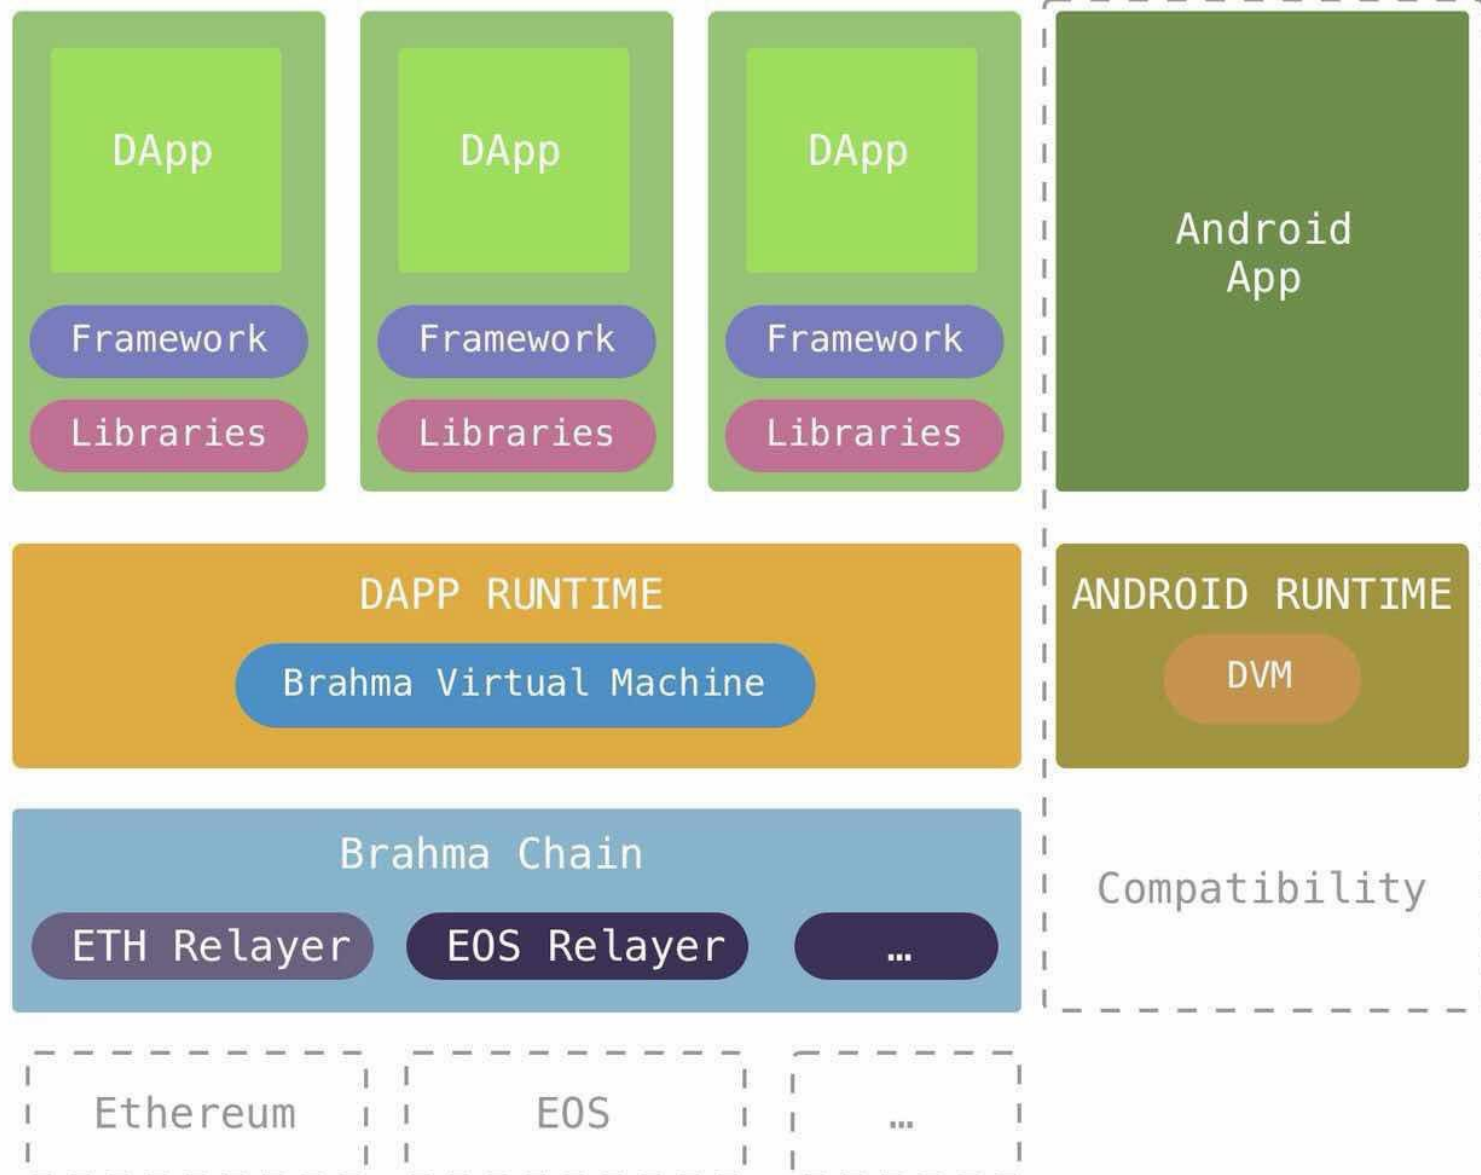 DApp
DApp
DApp
Android
App
Framework
Framework
Framework
Libraries
Libraries
Libraries
DAPP RUNTIME
ANDROID RUNTIME
Brahma Virtual Machine
DVM
Brahma Chain
Compatibility
ETH Relayer
EOS Relayer
…
Ethereum
EOS
…